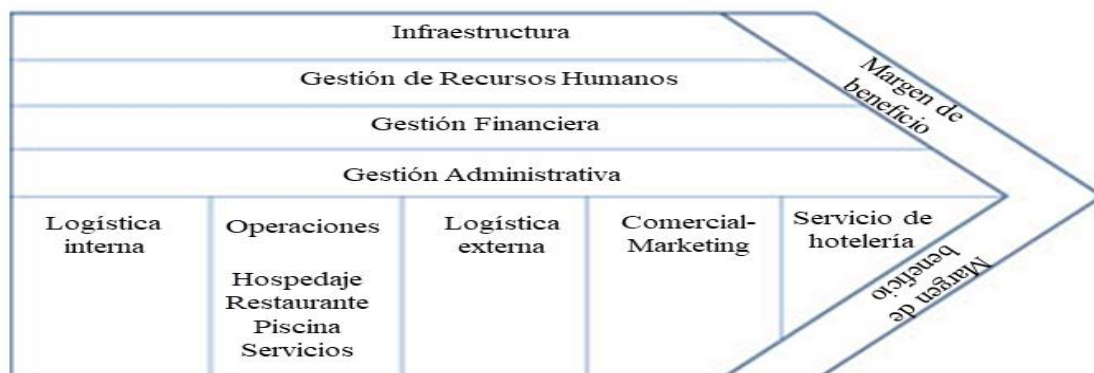 Infraestructura
Gestión de Recursos Humanos
Gestión Financiera
Gestión Administrativa
Margen de
beneficio
Logística
interna
Operaciones
Hospedaje
Restaurante
Piscina
Servicios
Logística
externa
Comercial-
Marketing
Servicio de
hotelería
Margen de
beneficio